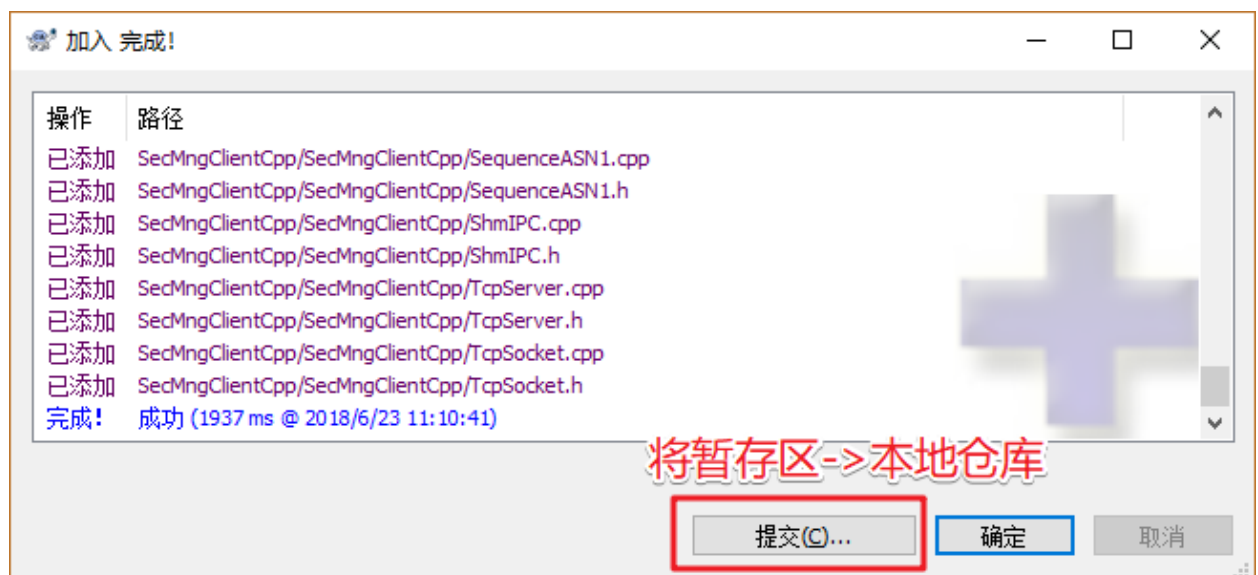 加入 完成!
操作 路径
已添加 SecMngClientCpp/SecMngClientCpp/SequenceASN1.cpp
已添加 SecMngClientCpp/SecMngClientCpp/SequenceASN1.h
已添加 SecMngClientCpp/SecMngClientCpp/ShmIPC.cpp
已添加 SecMngClientCpp/SecMngClientCpp/ShmIPC.h
已添加 SecMngClientCpp/SecMngClientCpp/TcpServer.cpp
已添加 SecMngClientCpp/SecMngClientCpp/TcpServer.h
已添加 SecMngClientCpp/SecMngClientCpp/TcpSocket.cpp
已添加 SecMngClientCpp/SecMngClientCpp/TcpSocket.h
完成! 成功 (1937 ms @ 2018/6/23 11:10:41)
将暂存区->本地仓库
提交(C)... 确定 取消